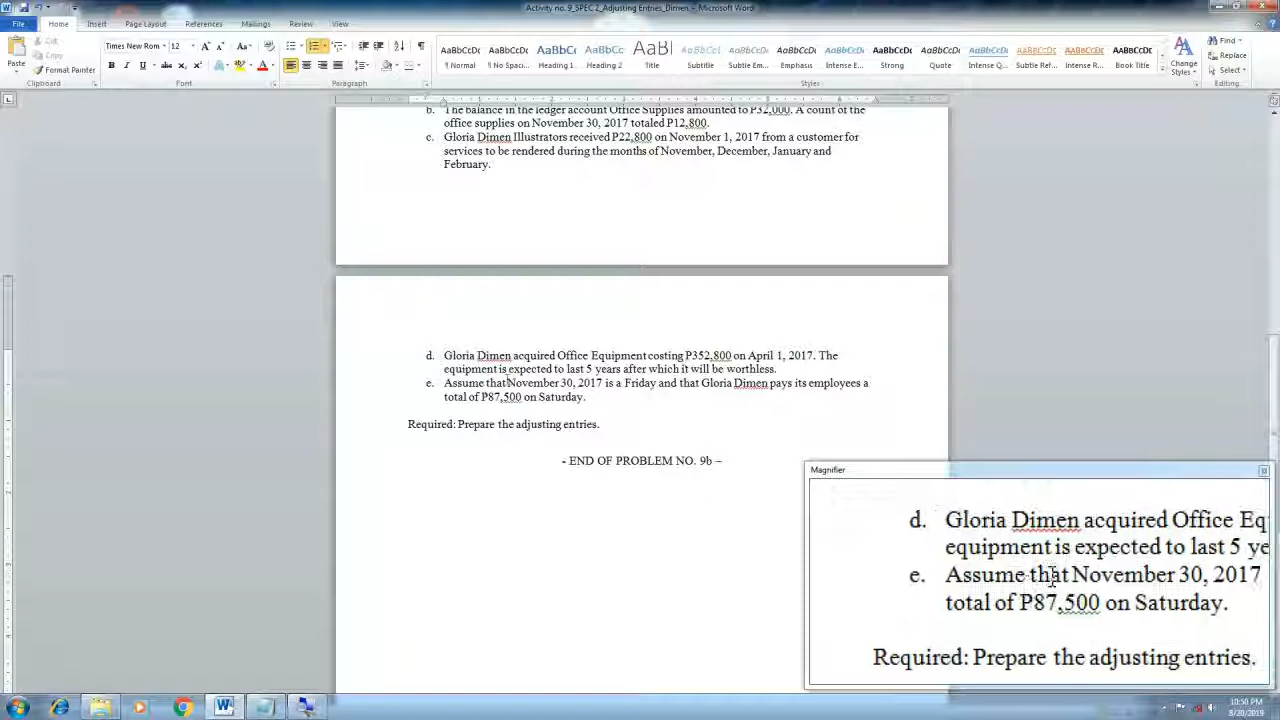 Activity no. 9_SPEC 2_Adjusting Entries_Dimen. - Microsoft Word
File Home Insert Page Layout References Mailings Review View
Cut
Copy
Paste
Format Painter
Times New Rom 12
Clipboard Font Paragraph Styles Editing
AaBbCcDc AaBbCcDc AaBbC( AaBbCc AaB( AaBbCcL AaBbCcDt AaBbCcDt AaBbCcDt AaBbCcDc AaBbCcDt AaBbCcDt AaBbCcDc AaBbCcDc AaBbCcDc
¶ Normal ¶ No Spaci... Heading 1 Heading 2 Title Subtitle Subtle Em... Emphasis Intense E... Strong Quote Intense Q... Subtle Ref... Intense R... Book Title
Change Styles
Find
Replace
Select
b. The balance in the ledger account Office Supplies amounted to P32,000. A count of the
office supplies on November 30, 2017 totaled P12,800.
c. Gloria Dimen Illustrators received P22,800 on November 1, 2017 from a customer for
services to be rendered during the months of November, December, January and
February.
d. Gloria Dimen acquired Office Equipment costing P352,800 on April 1, 2017. The
equipment is expected to last 5 years after which it will be worthless.
e. Assume that November 30, 2017 is a Friday and that Gloria Dimen pays its employees a
total of P87,500 on Saturday.
Required: Prepare the adjusting entries.
- END OF PROBLEM NO. 9b –
Magnifier
d. Gloria Dimen acquired Office Eq
equipment is expected to last 5 ye
e. Assume that November 30, 2017
total of P87,500 on Saturday.
Required: Prepare the adjusting entries.
10:50 PM
8/20/2019